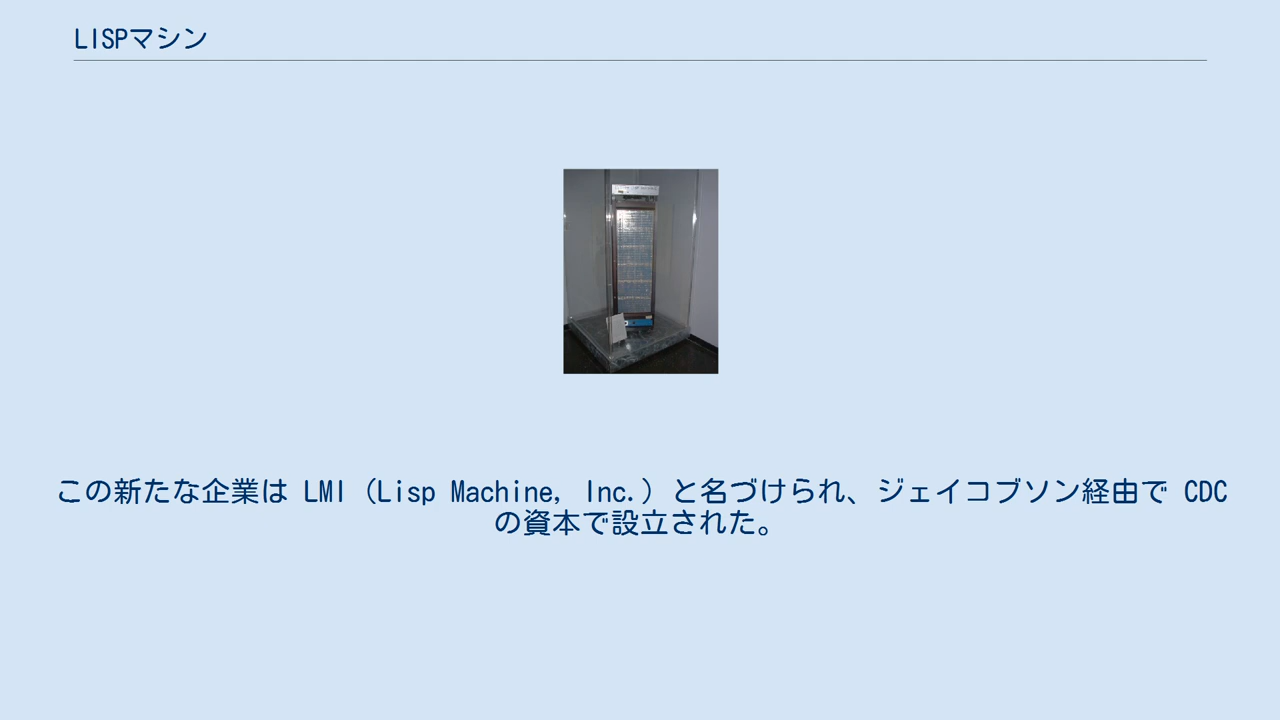 LISPマシン
この新たな企業は LMI（Lisp Machine, Inc.）と名づけられ、ジェイコブソン経由で CDC
の資本で設立された。